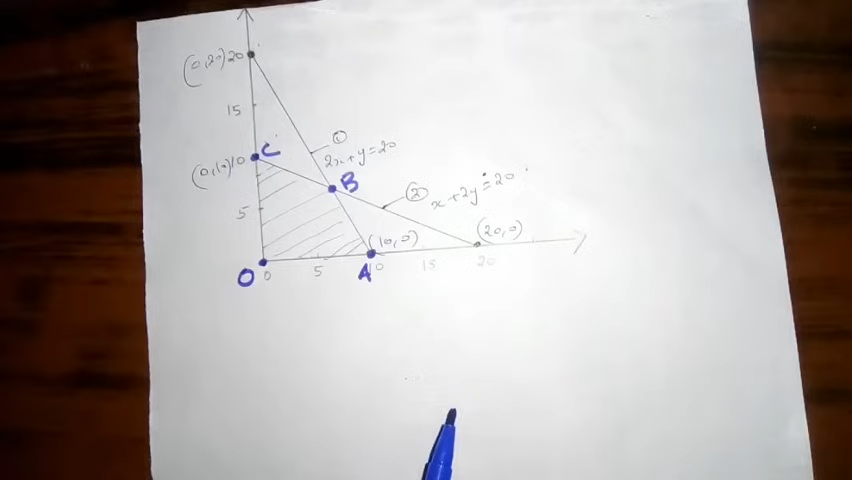 (0,20) 20
15
①
2x+y=20
C
(0,10) 10
B
② x+2y=20
5
(10,0)
(20,0)
O 0 5 A 10 15 20